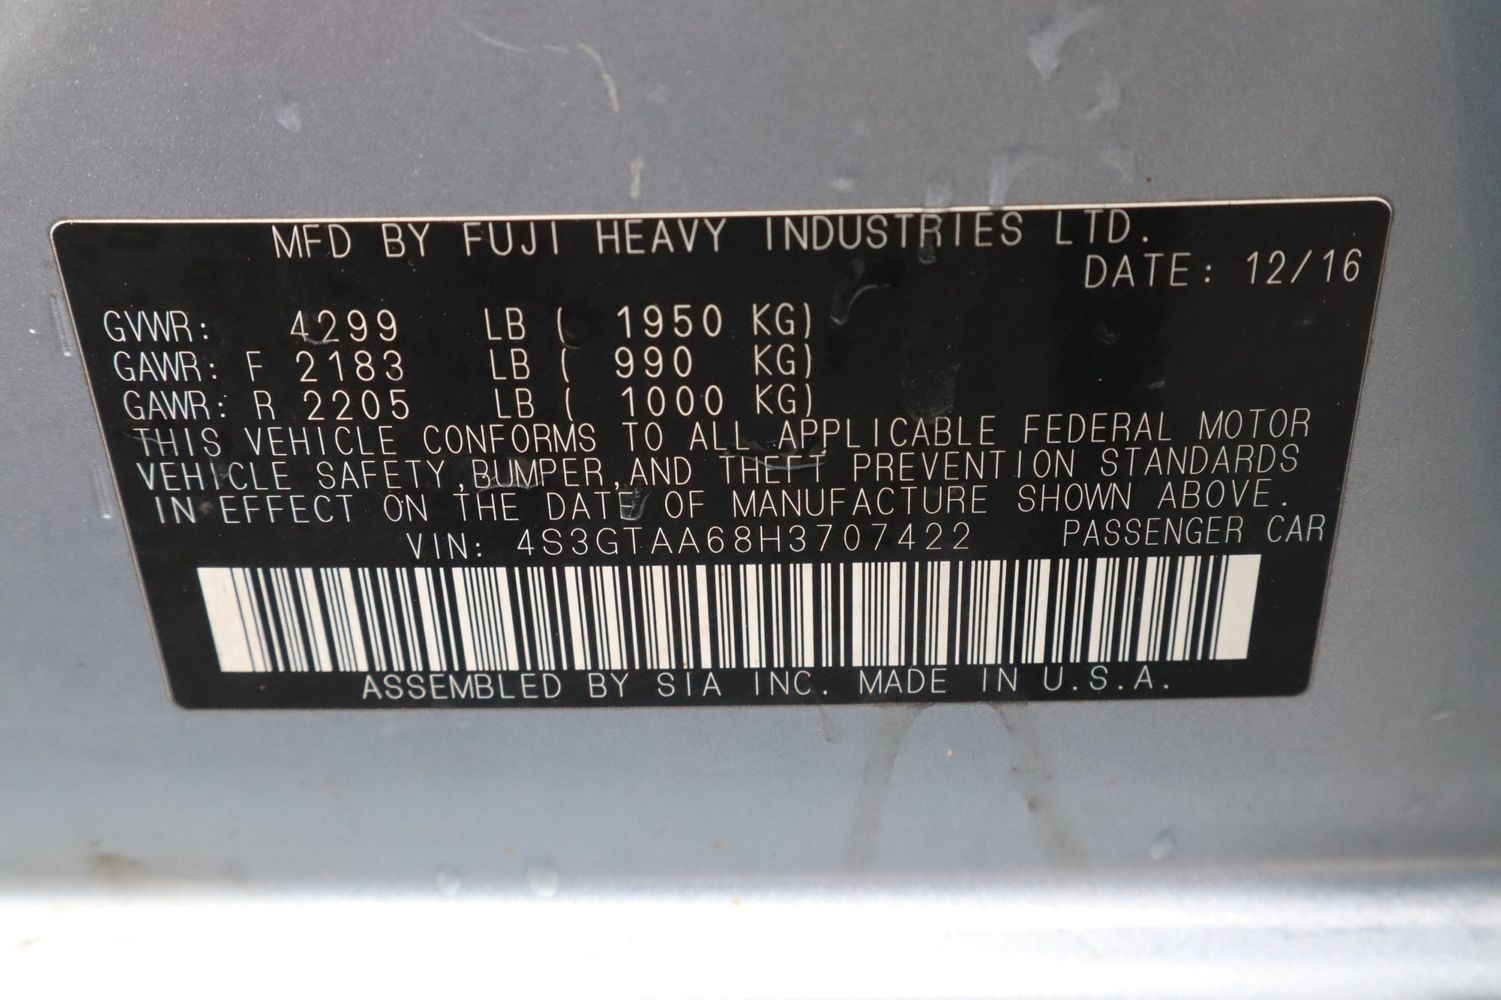 MFD BY FUJI HEAVY INDUSTRIES LTD.
DATE: 12/16
GVWR: 4299 LB ( 1950 KG)
GAWR: F 2183 LB ( 990 KG)
GAWR: R 2205 LB ( 1000 KG)
THIS VEHICLE CONFORMS TO ALL APPLICABLE FEDERAL MOTOR
VEHICLE SAFETY,BUMPER,AND THEFT PREVENTION STANDARDS
IN EFFECT ON THE DATE OF MANUFACTURE SHOWN ABOVE.
VIN: 4S3GTAA68H3707422 PASSENGER CAR
ASSEMBLED BY SIA INC. MADE IN U.S.A.